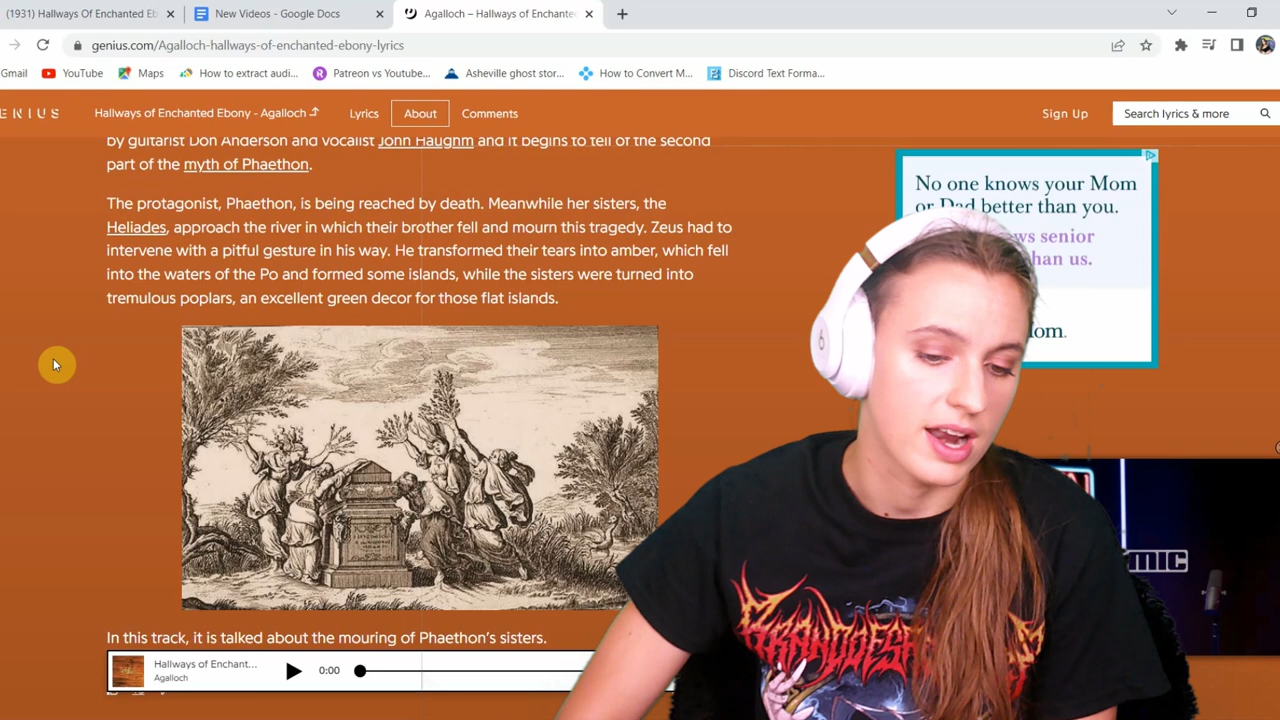 (1931) Hallways Of Enchanted Eb
New Videos - Google Docs
Agalloch – Hallways of Enchante
genius.com/Agalloch-hallways-of-enchanted-ebony-lyrics
Gmail YouTube Maps How to extract audi... Patreon vs Youtube... Asheville ghost stor... How to Convert M... Discord Text Forma...
ENIUS Hallways of Enchanted Ebony - Agalloch Lyrics About Comments Sign Up Search lyrics & more
by guitarist Don Anderson and vocalist John Haughm and it begins to tell of the second
part of the myth of Phaethon.
The protagonist, Phaethon, is being reached by death. Meanwhile her sisters, the
Heliades, approach the river in which their brother fell and mourn this tragedy. Zeus had to
intervene with a pitful gesture in his way. He transformed their tears into amber, which fell
into the waters of the Po and formed some islands, while the sisters were turned into
tremulous poplars, an excellent green decor for those flat islands.
In this track, it is talked about the mouring of Phaethon's sisters.
Hallways of Enchant...
Agalloch
0:00
No one knows your Mom
or Dad better than you.
ws senior
han us.
lom.
MIC